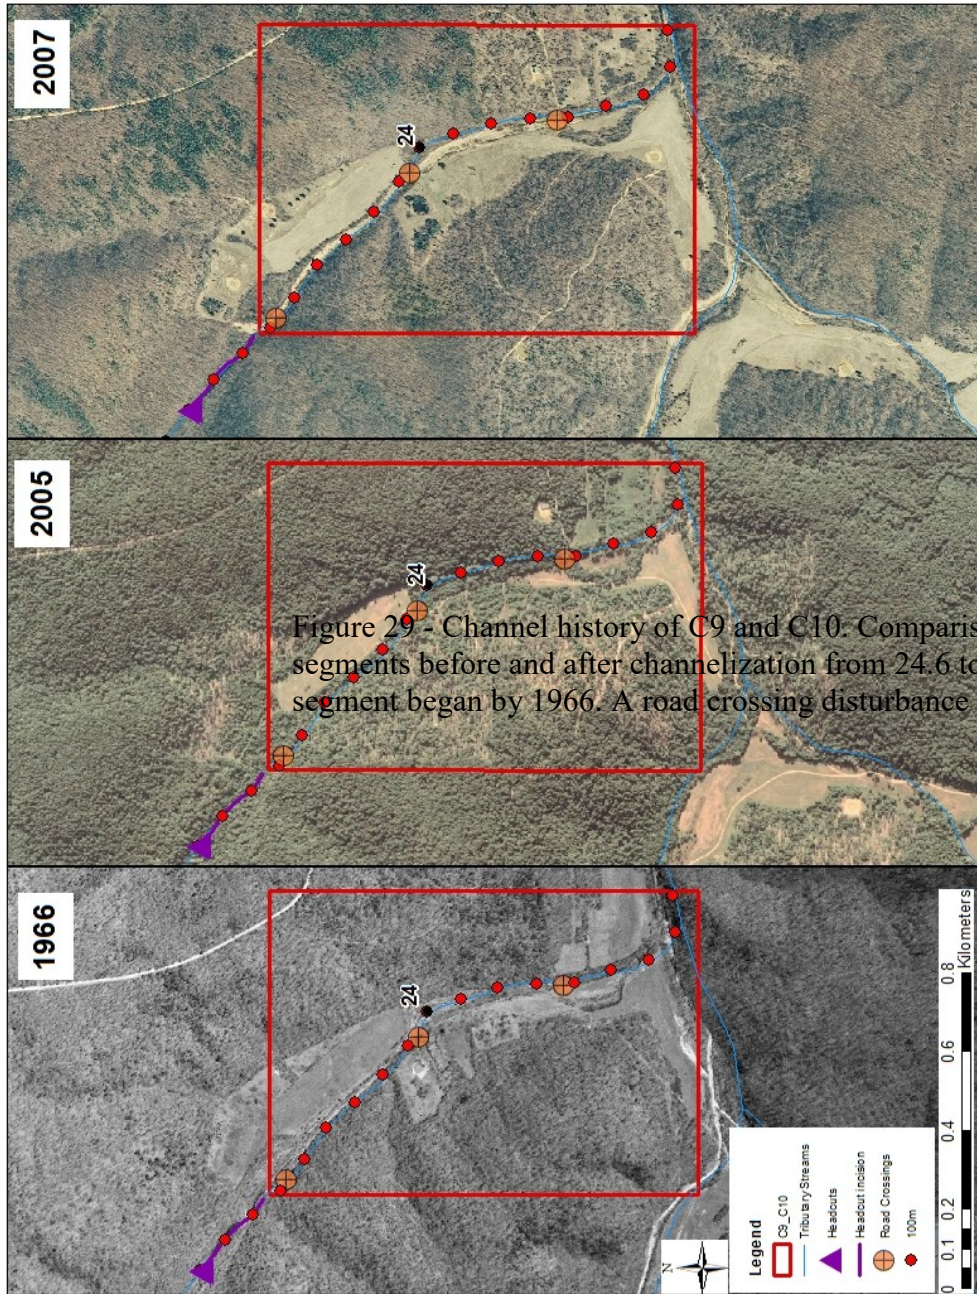 2007
24
2005
24
Figure 29 - Channel history of C9 and C10. Comparis
segments before and after channelization from 24.6 to
segment began by 1966. A road crossing disturbance
1966
24
N
Legend
C9_C10
Tributary Streams
Headcuts
Headcut incision
Road Crossings
100m
0 0.1 0.2 0.4 0.6 0.8
Kilometers